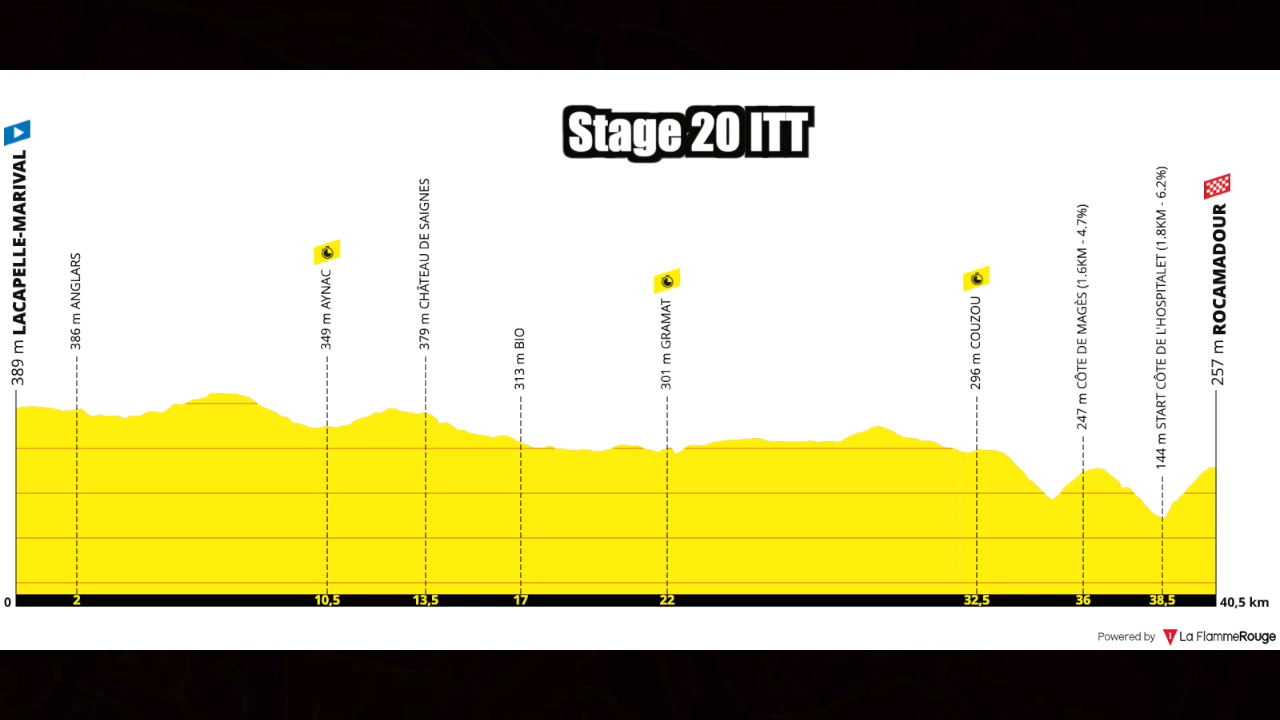 Stage 20 ITT
389 m LACAPELLE-MARIVAL
386 m ANGLARS
349 m AYNAC
379 m CHÂTEAU DE SAIGNES
313 m BIO
301 m GRAMAT
296 m COUZOU
247 m CÔTE DE MAGÈS (1.6KM - 4.7%)
144 m START CÔTE DE L'HOSPITALET (1.8KM - 6.2%)
257 m ROCAMADOUR
0
2
10,5
13,5
17
22
32,5
36
38,5
40,5 km
Powered by La FlammeRouge